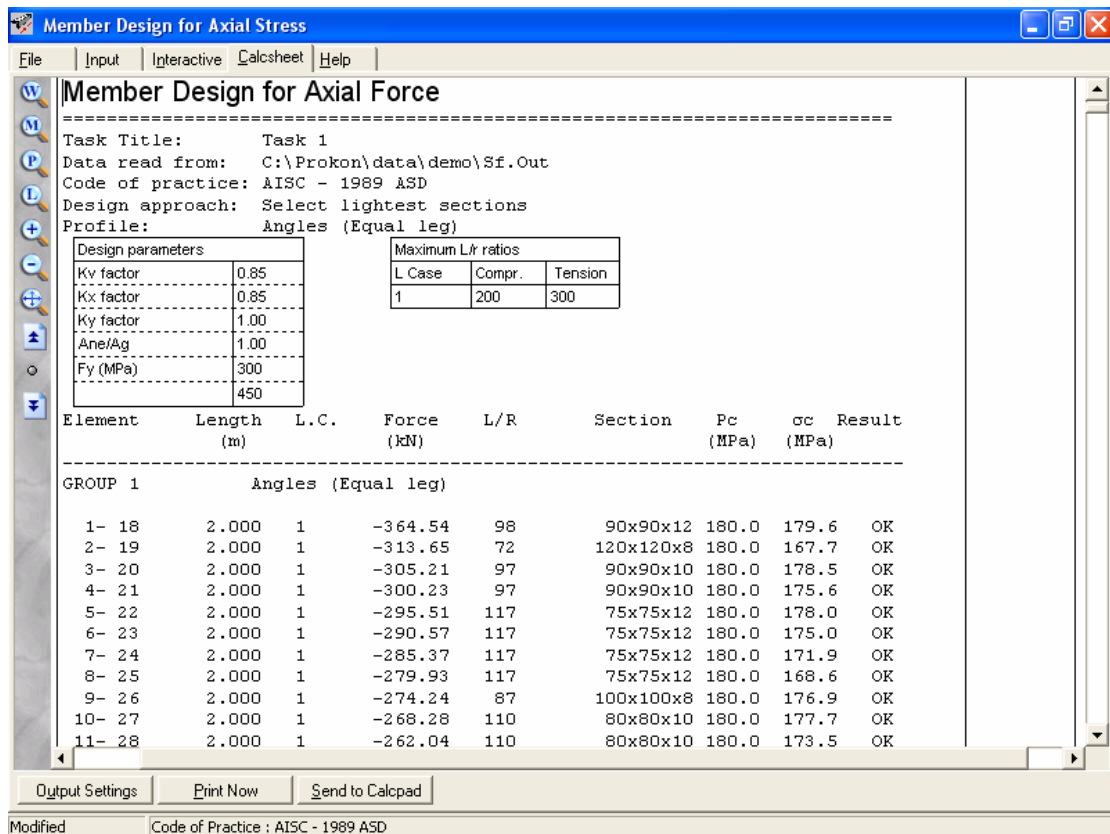 Member Design for Axial Stress
File Input Interactive Calcsheet Help
W
M
P
L
Member Design for Axial Force
================================================================================
Task Title: Task 1
Data read from: C:\Prokon\data\demo\Sf.Out
Code of practice: AISC - 1989 ASD
Design approach: Select lightest sections
Profile: Angles (Equal leg)
Design parameters
Kv factor 0.85
Kx factor 0.85
Ky factor 1.00
Ane/Ag 1.00
Fy (MPa) 300
450
Maximum L/r ratios
L Case Compr. Tension
1 200 300
Element Length L.C. Force L/R Section Pc σc Result
(m) (kN) (MPa) (MPa)
--------------------------------------------------------------------------------
GROUP 1 Angles (Equal leg)
1- 18 2.000 1 -364.54 98 90x90x12 180.0 179.6 OK
2- 19 2.000 1 -313.65 72 120x120x8 180.0 167.7 OK
3- 20 2.000 1 -305.21 97 90x90x10 180.0 178.5 OK
4- 21 2.000 1 -300.23 97 90x90x10 180.0 175.6 OK
5- 22 2.000 1 -295.51 117 75x75x12 180.0 178.0 OK
6- 23 2.000 1 -290.57 117 75x75x12 180.0 175.0 OK
7- 24 2.000 1 -285.37 117 75x75x12 180.0 171.9 OK
8- 25 2.000 1 -279.93 117 75x75x12 180.0 168.6 OK
9- 26 2.000 1 -274.24 87 100x100x8 180.0 176.9 OK
10- 27 2.000 1 -268.28 110 80x80x10 180.0 177.7 OK
11- 28 2.000 1 -262.04 110 80x80x10 180.0 173.5 OK
Output Settings Print Now Send to Calcpad
Modified Code of Practice : AISC - 1989 ASD